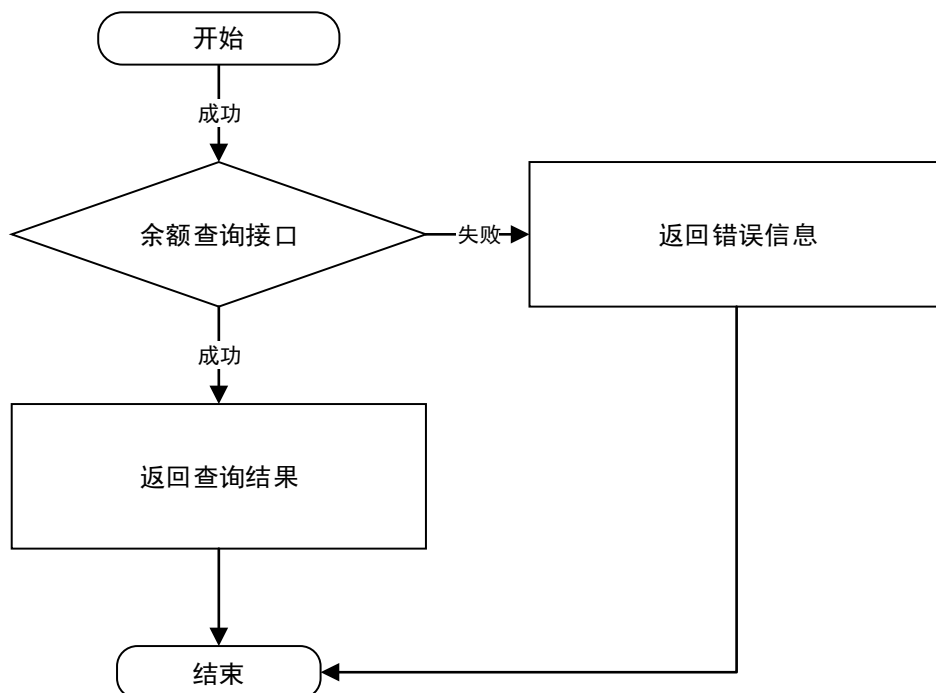 开始
成功
余额查询接口
失败
返回错误信息
成功
返回查询结果
结束